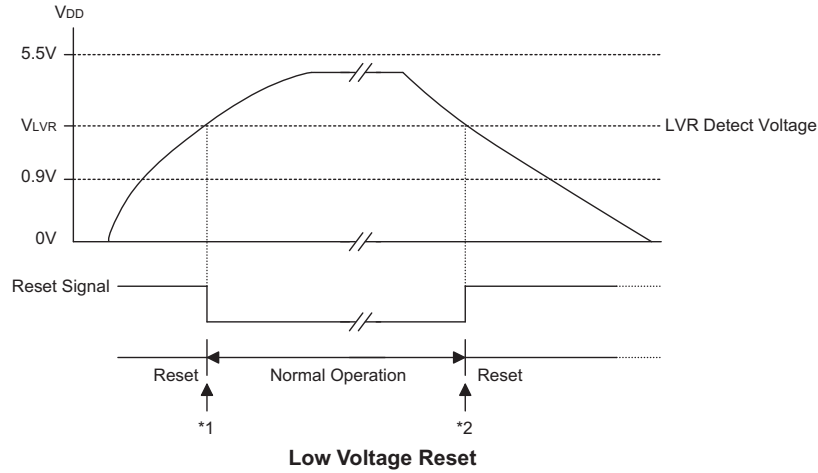 VDD
5.5V
VLVR
LVR Detect Voltage
0.9V
0V
Reset Signal
Reset
Normal Operation
Reset
*1
*2
Low Voltage Reset